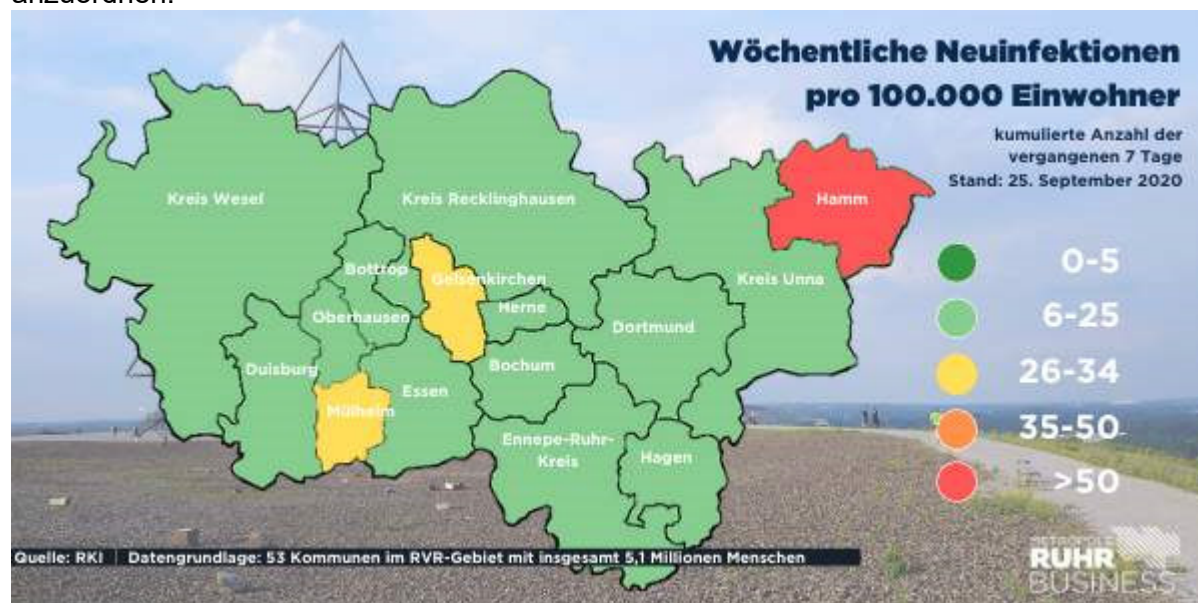 anzuordnen.
Wöchentliche Neuinfektionen
pro 100.000 Einwohner
kumulierte Anzahl der
vergangenen 7 Tage
Stand: 25. September 2020
Kreis Wesel
Kreis Recklinghausen
Hamm
Bottrop
Gelsenkirchen
Kreis Unna
Herne
Oberhausen
Dortmund
Duisburg
Bochum
Essen
Mülheim
Ennepe-Ruhr-
Kreis
Hagen
0-5
6-25
26-34
35-50
>50
Quelle: RKI | Datengrundlage: 53 Kommunen im RVR-Gebiet mit insgesamt 5,1 Millionen Menschen
METROPOLE
RUHR
BUSINESS